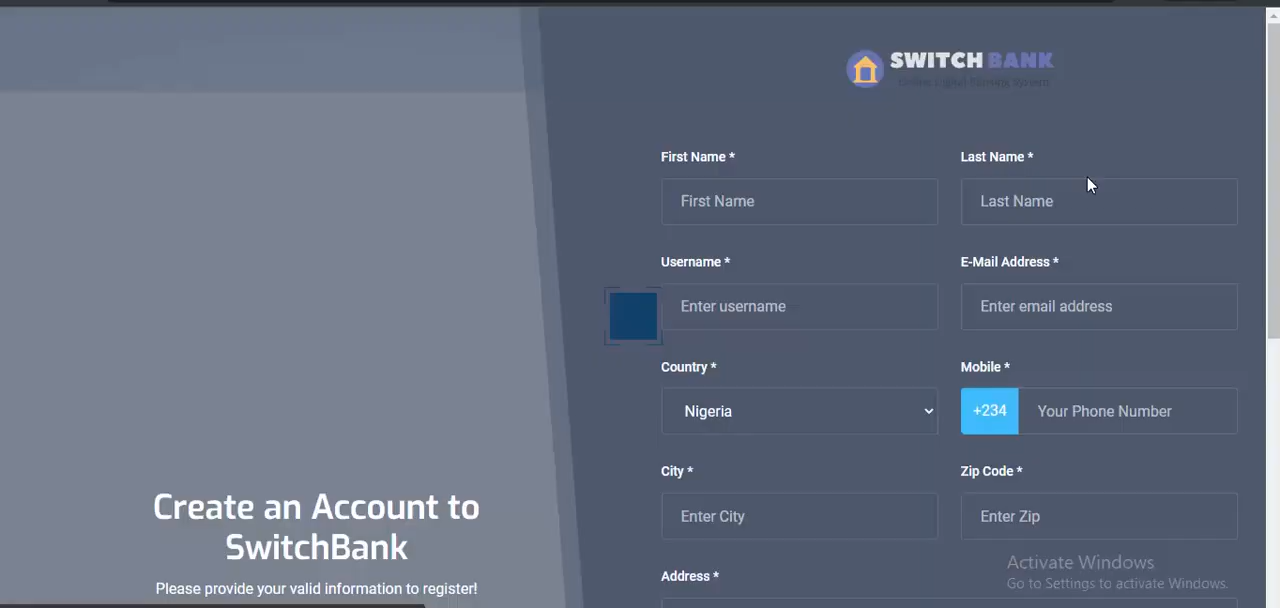 SWITCH BANK
First Name *
Last Name *
First Name
Last Name
Username *
E-Mail Address *
Enter username
Enter email address
Country *
Mobile *
Nigeria
+234
Your Phone Number
City *
Zip Code *
Enter City
Enter Zip
Create an Account to
SwitchBank
Please provide your valid information to register!
Address *
Activate Windows
Go to Settings to activate Windows.